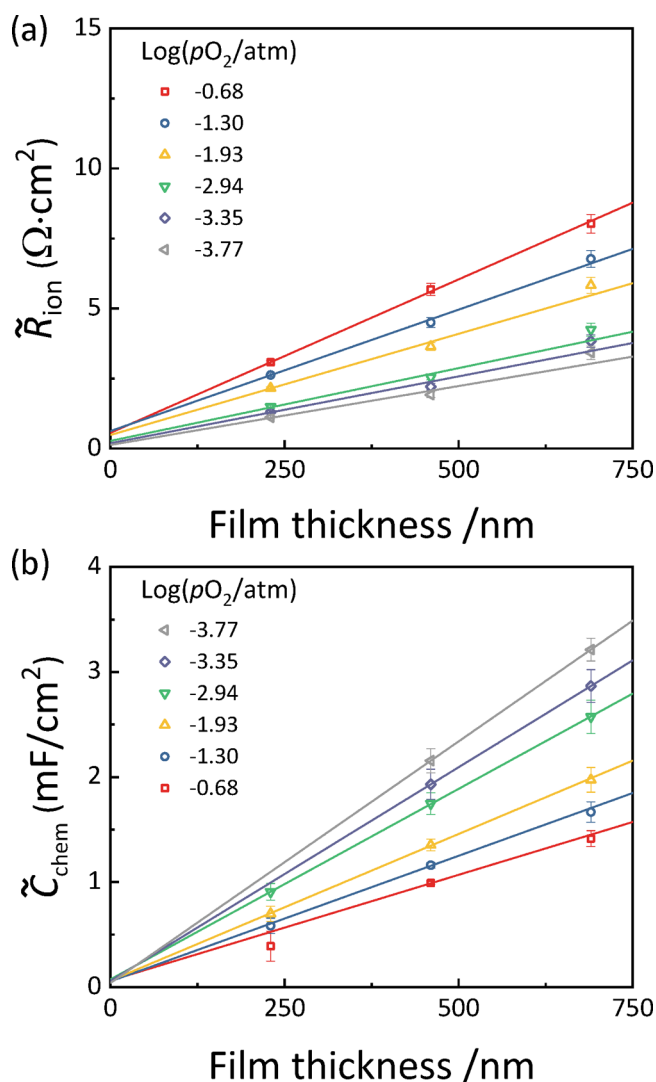 (a)
15
10
5
0
R̃ion (Ω·cm²)
Log(pO₂/atm)
-0.68
-1.30
-1.93
-2.94
-3.35
-3.77
0 250 500 750
Film thickness /nm
(b)
4
3
2
1
0
C̃chem (mF/cm²)
Log(pO₂/atm)
-3.77
-3.35
-2.94
-1.93
-1.30
-0.68
0 250 500 750
Film thickness /nm